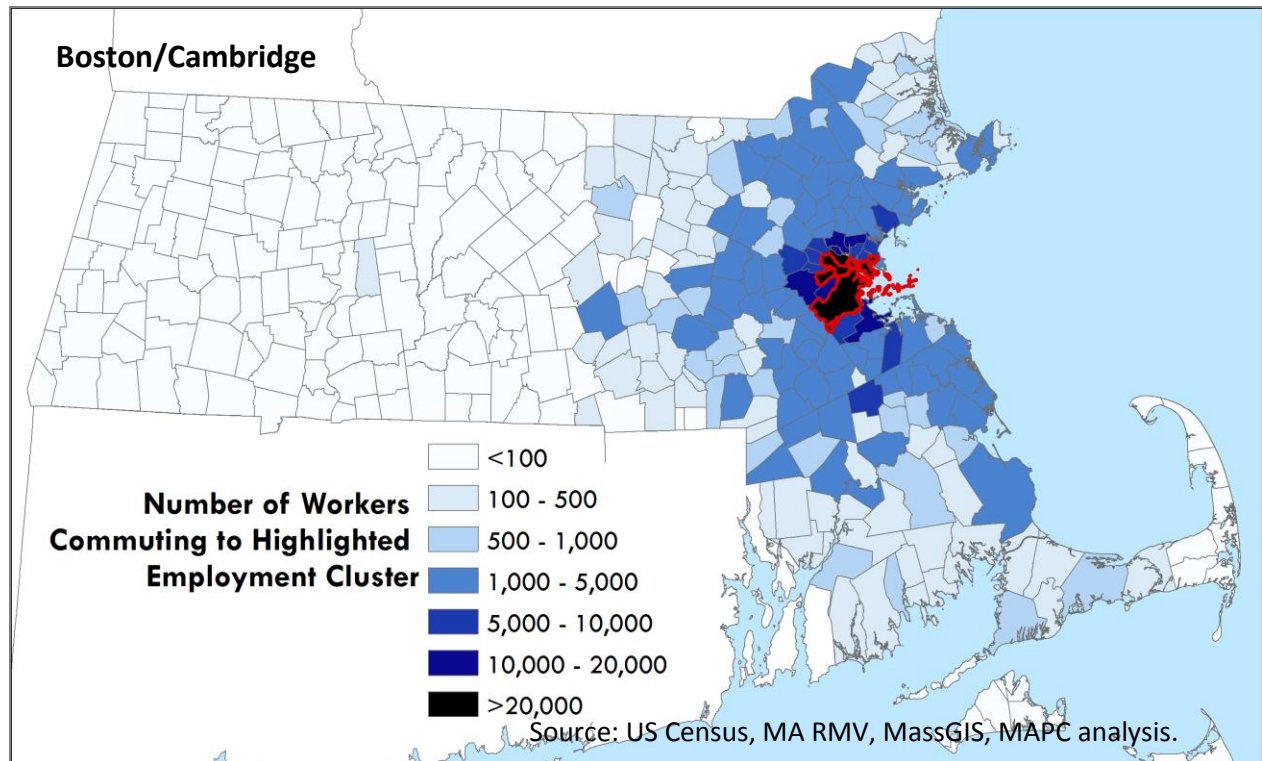 Boston/Cambridge
Number of Workers
Commuting to Highlighted
Employment Cluster
<100
100 - 500
500 - 1,000
1,000 - 5,000
5,000 - 10,000
10,000 - 20,000
>20,000
Source: US Census, MA RMV, MassGIS, MAPC analysis.